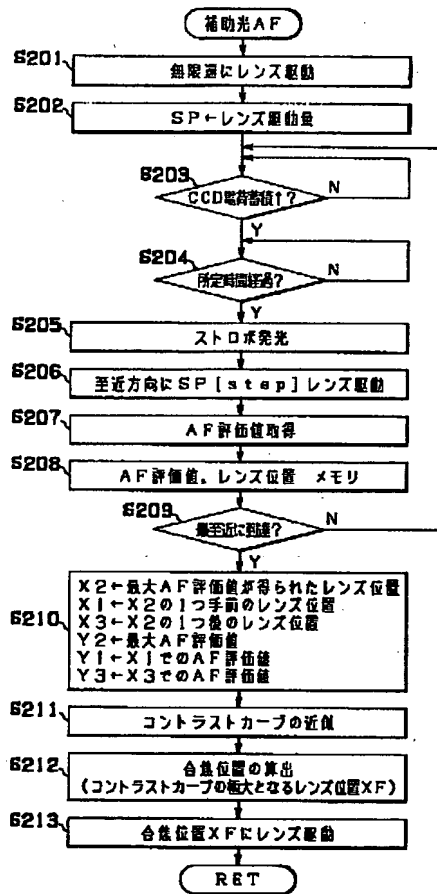 補助光AF
S201
無限遠にレンズ駆動
S202
SP←レンズ駆動量
S203
CCD電荷蓄積↑?
N
Y
S204
所定時間経過?
N
Y
S205
ストロボ発光
S206
至近方向にSP[step]レンズ駆動
S207
AF評価値取得
S208
AF評価値,レンズ位置 メモリ
S209
最至近に到達?
N
Y
S210
X2←最大AF評価値が得られたレンズ位置
X1←X2の1つ手前のレンズ位置
X3←X2の1つ後のレンズ位置
Y2←最大AF評価値
Y1←X1でのAF評価値
Y3←X3でのAF評価値
S211
コントラストカーブの近似
S212
合焦位置の算出
(コントラストカーブの極大となるレンズ位置XF)
S213
合焦位置XFにレンズ駆動
RET